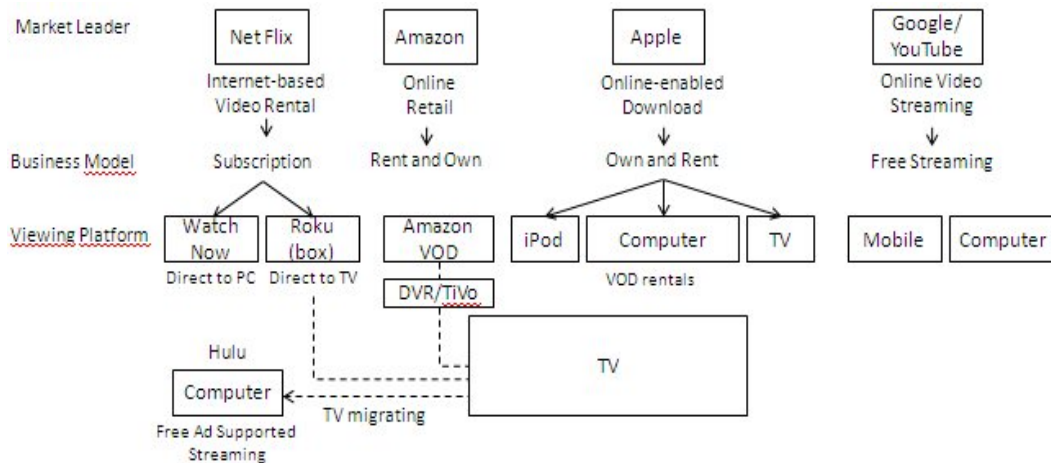 Market Leader
Net Flix
Amazon
Apple
Google/
YouTube
Internet-based
Video Rental
Online
Retail
Online-enabled
Download
Online Video
Streaming
Business Model
Subscription
Rent and Own
Own and Rent
Free Streaming
Viewing Platform
Watch
Now
Roku
(box)
Amazon
VOD
iPod
Computer
TV
Mobile
Computer
Direct to PC
Direct to TV
VOD rentals
DVR/TiVo
TV
Hulu
Computer
TV migrating
Free Ad Supported
Streaming